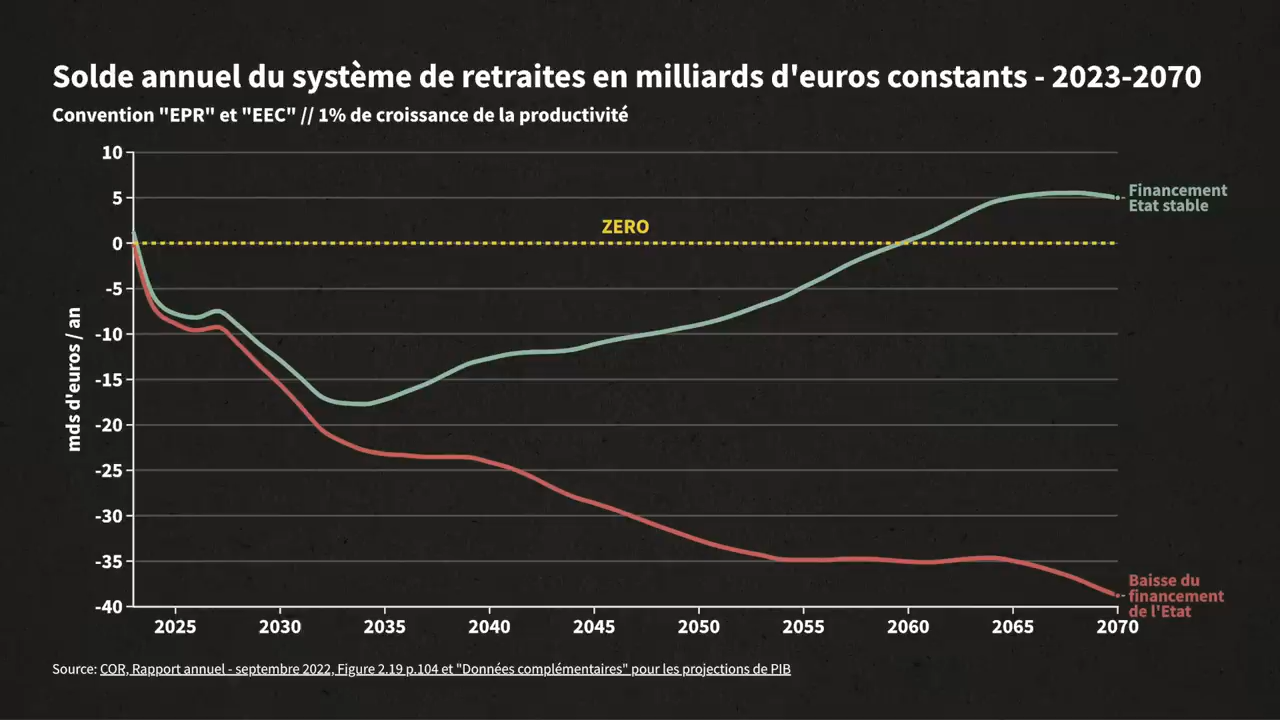 Solde annuel du système de retraites en milliards d'euros constants - 2023-2070
Convention "EPR" et "EEC" // 1% de croissance de la productivité
10
5
0
-5
-10
-15
-20
-25
-30
-35
-40
mds d'euros / an
ZERO
Financement
Etat stable
Baisse du
financement
de l'Etat
2025 2030 2035 2040 2045 2050 2055 2060 2065 2070
Source: COR, Rapport annuel - septembre 2022, Figure 2.19 p.104 et "Données complémentaires" pour les projections de PIB